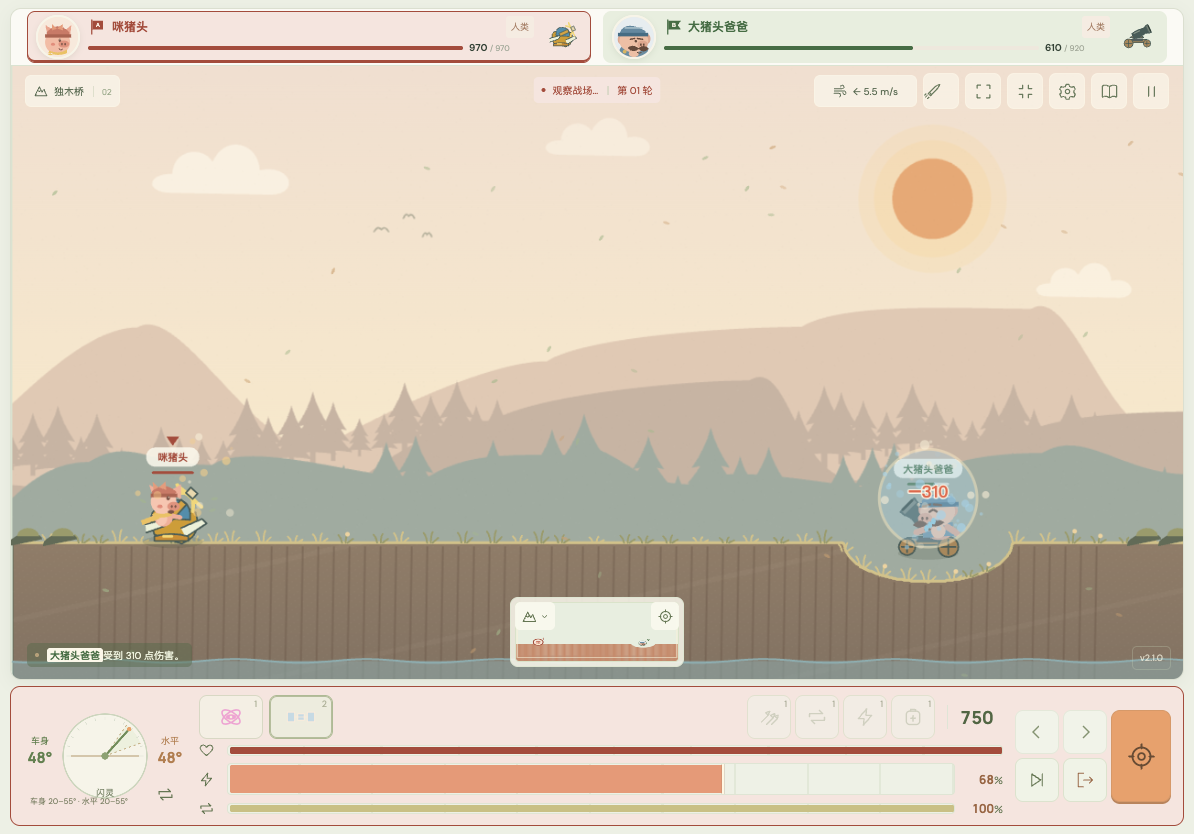 咪猪头
人类
970 / 970
大猪头爸爸
人类
610 / 920
独木桥 02
观察战场… 第 01 轮
← 5.5 m/s
咪猪头
大猪头爸爸
−310
大猪头爸爸受到 310 点伤害。
v2.1.0
车身
48°
水平
48°
闪灵
车身 20–55° · 水平 20–55°
1
2
1
1
1
1
750
68%
100%